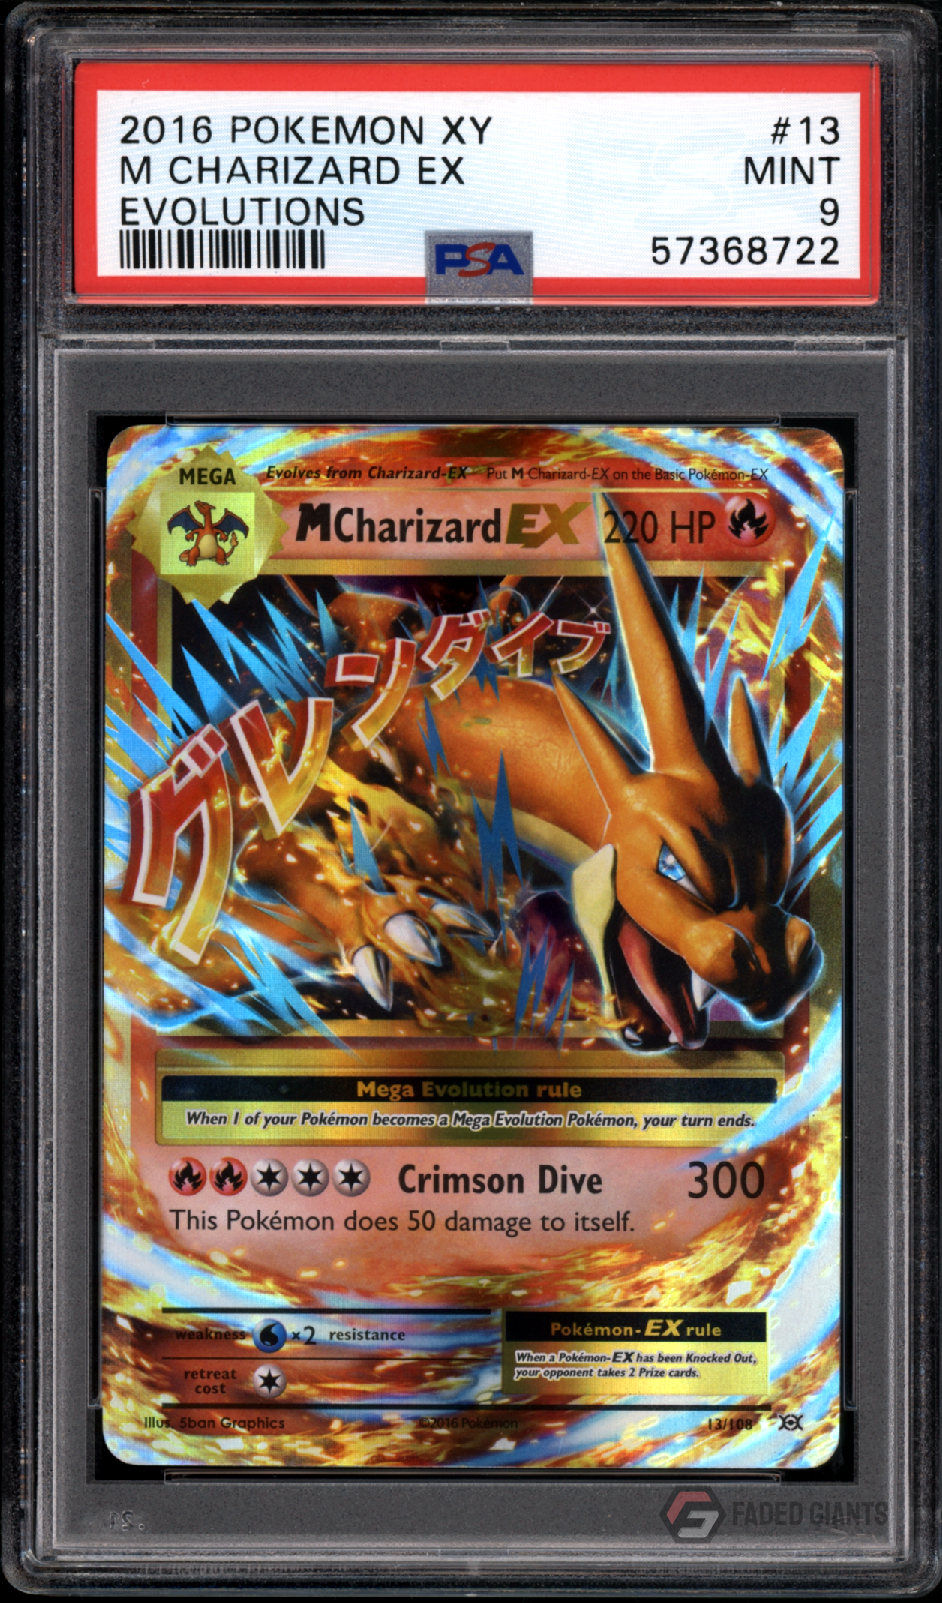 2016 POKEMON XY #13
M CHARIZARD EX MINT
EVOLUTIONS 9
PSA 57368722
MEGA Evolves from Charizard-EX Put M Charizard-EX on the Basic Pokémon-EX
M Charizard EX 220 HP
グレンダイブ
Mega Evolution rule
When 1 of your Pokémon becomes a Mega Evolution Pokémon, your turn ends.
Crimson Dive 300
This Pokémon does 50 damage to itself.
weakness ×2 resistance
retreat
cost
Pokémon-EX rule
When a Pokémon-EX has been Knocked Out,
your opponent takes 2 Prize cards.
Illus. 5ban Graphics ©2016 Pokémon 13/108
FADED GIANTS